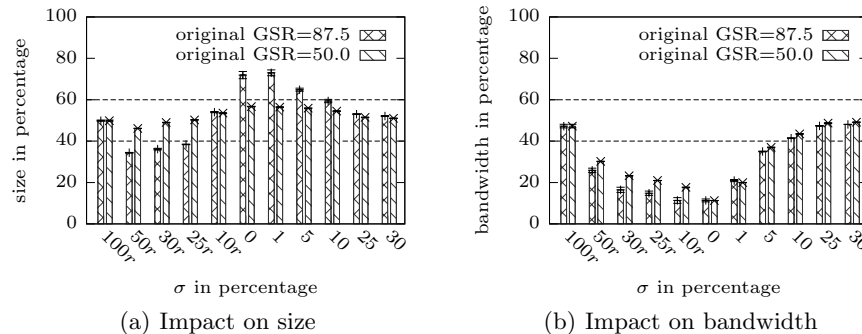 100
80
60
40
20
0
size in percentage
original GSR=87.5
original GSR=50.0
100r
50r
30r
25r
10r
0
1
5
10
25
30
σ in percentage
(a) Impact on size
100
80
60
40
20
0
bandwidth in percentage
original GSR=87.5
original GSR=50.0
100r
50r
30r
25r
10r
0
1
5
10
25
30
σ in percentage
(b) Impact on bandwidth